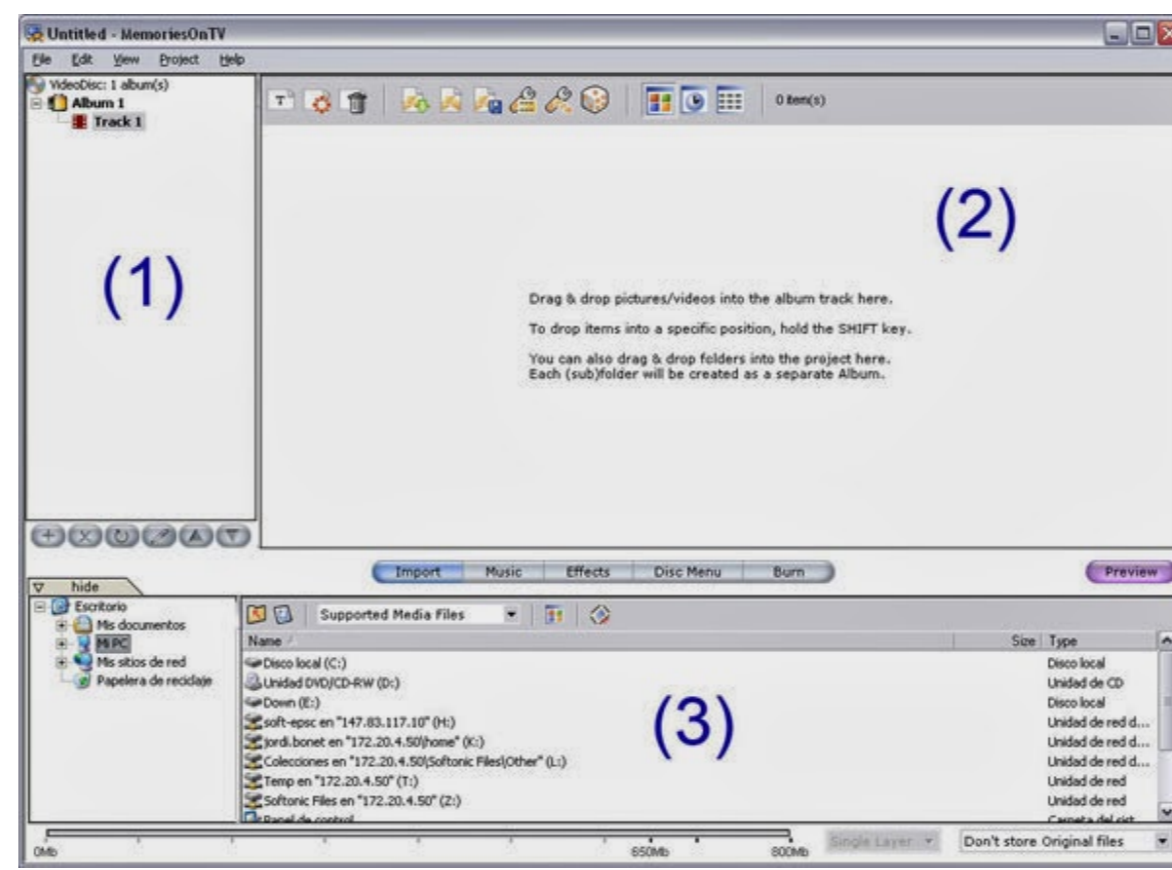 Untitled - MemoriesOnTV
File Edit View Project Help
VideoDisc: 1 album(s)
Album 1
Track 1
T
0 item(s)
(1)
(2)
Drag & drop pictures/videos into the album track here.
To drop items into a specific position, hold the SHIFT key.
You can also drag & drop folders into the project here.
Each (sub)folder will be created as a separate Album.
Import Music Effects Disc Menu Burn
Preview
hide
Escritorio
Mis documentos
Mi PC
Mis sitios de red
Papelera de reciclaje
Supported Media Files
Name Size Type
Disco local (C:) Disco local
Unidad DVD/CD-RW (D:) Unidad de CD
Down (E:) Disco local
soft-epsc en "147.83.117.10" (H:) Unidad de red d...
jordi.bonet en "172.20.4.50\home" (K:) Unidad de red d...
Colecciones en "172.20.4.50\Softonic Files\Other" (L:) Unidad de red d...
Temp en "172.20.4.50" (T:) Unidad de red
Softonic Files en "172.20.4.50" (Z:) Unidad de red
Panel de control Carpeta del sist
(3)
0Mb 650Mb 800Mb
Single Layer
Don't store Original files